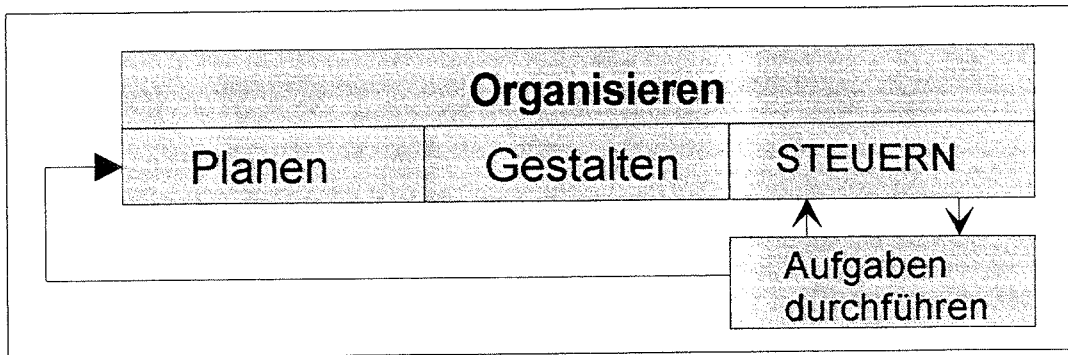 Organisieren
Planen
Gestalten
STEUERN
Aufgaben
durchführen